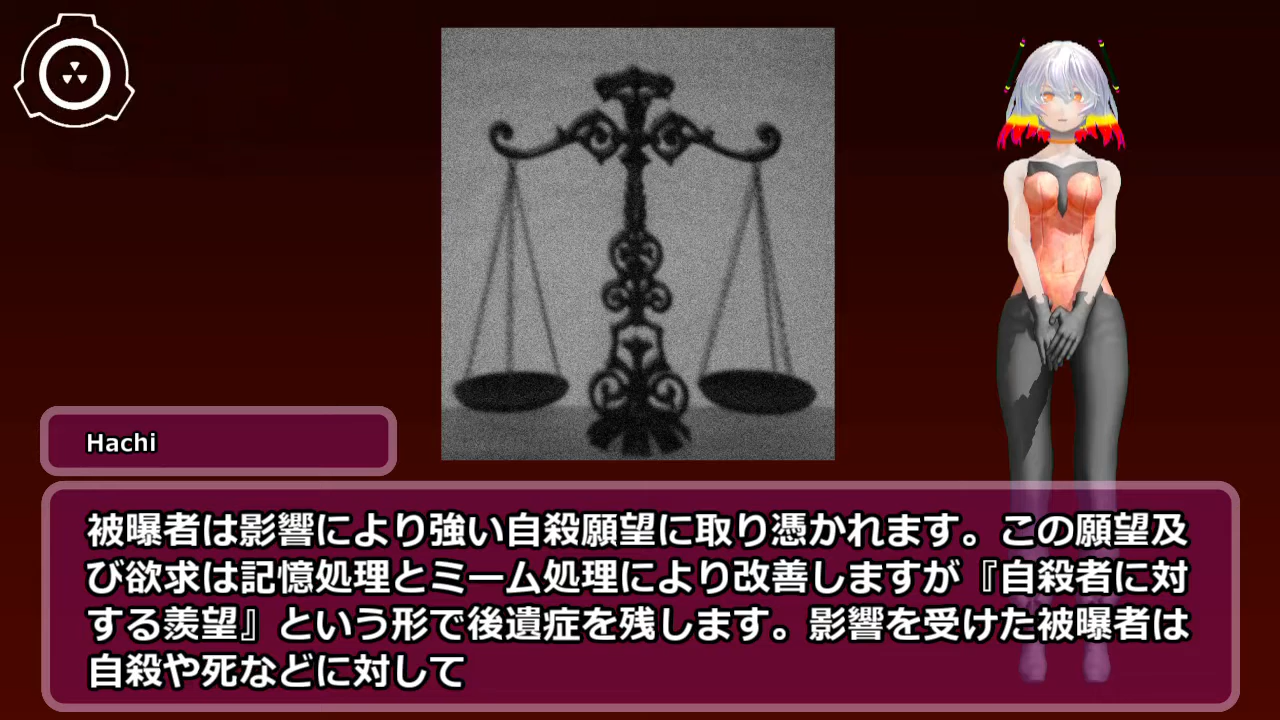 Hachi
被曝者は影響により強い自殺願望に取り憑かれます。この願望及
び欲求は記憶処理とミーム処理により改善しますが『自殺者に対
する羨望』という形で後遺症を残します。影響を受けた被曝者は
自殺や死などに対して